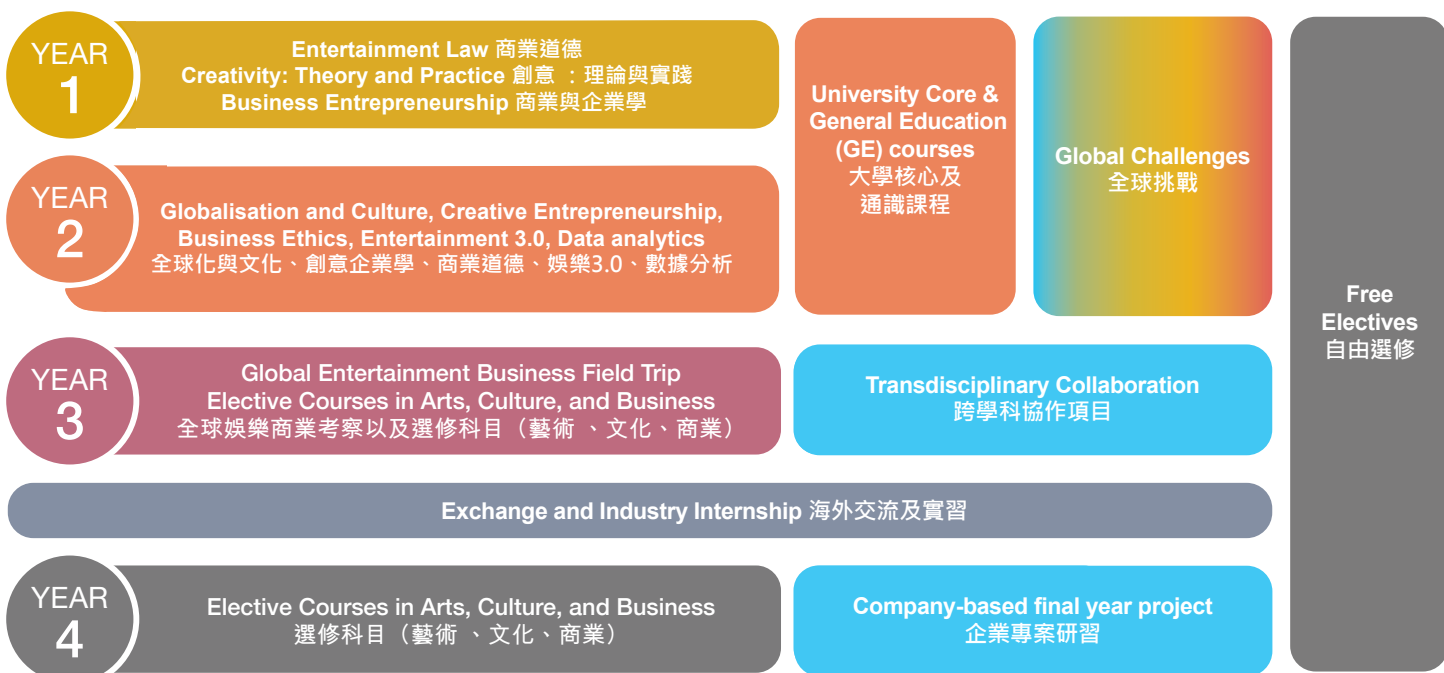 YEAR
1
Entertainment Law 商業道德
Creativity: Theory and Practice 創意 ：理論與實踐
Business Entrepreneurship 商業與企業學
University Core &
General Education
(GE) courses
大學核心及
通識課程
Global Challenges
全球挑戰
Free
Electives
自由選修
YEAR
2
Globalisation and Culture, Creative Entrepreneurship,
Business Ethics, Entertainment 3.0, Data analytics
全球化與文化、創意企業學、商業道德、娛樂3.0、數據分析
YEAR
3
Global Entertainment Business Field Trip
Elective Courses in Arts, Culture, and Business
全球娛樂商業考察以及選修科目（藝術 、文化、商業）
Transdisciplinary Collaboration
跨學科協作項目
Exchange and Industry Internship 海外交流及實習
YEAR
4
Elective Courses in Arts, Culture, and Business
選修科目（藝術 、文化、商業）
Company-based final year project
企業專案研習